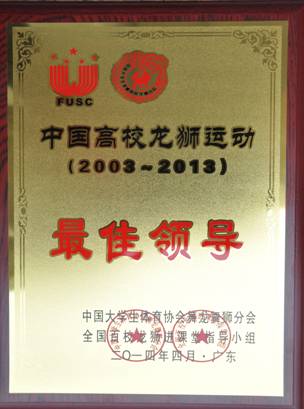 FUSC
中国高校龙狮运动
(2003~2013)
最佳领导
中国大学生体育协会舞龙舞狮分会
全国百校龙狮进课堂指导小组
二〇一四年四月·广东